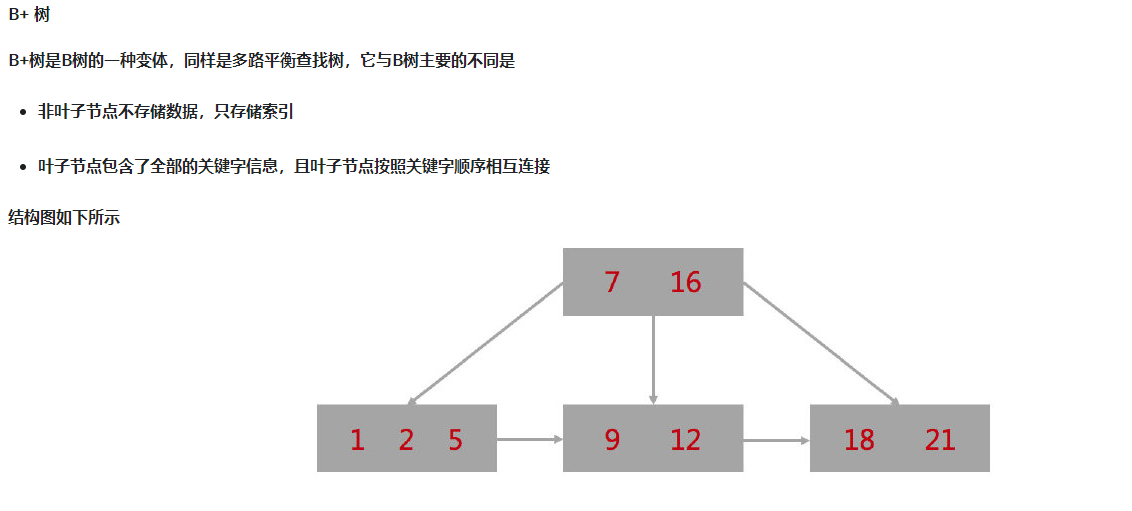 B+ 树
B+树是B树的一种变体，同样是多路平衡查找树，它与B树主要的不同是
• 非叶子节点不存储数据，只存储索引
• 叶子节点包含了全部的关键字信息，且叶子节点按照关键字顺序相互连接
结构图如下所示
7 16
1 2 5 9 12 18 21